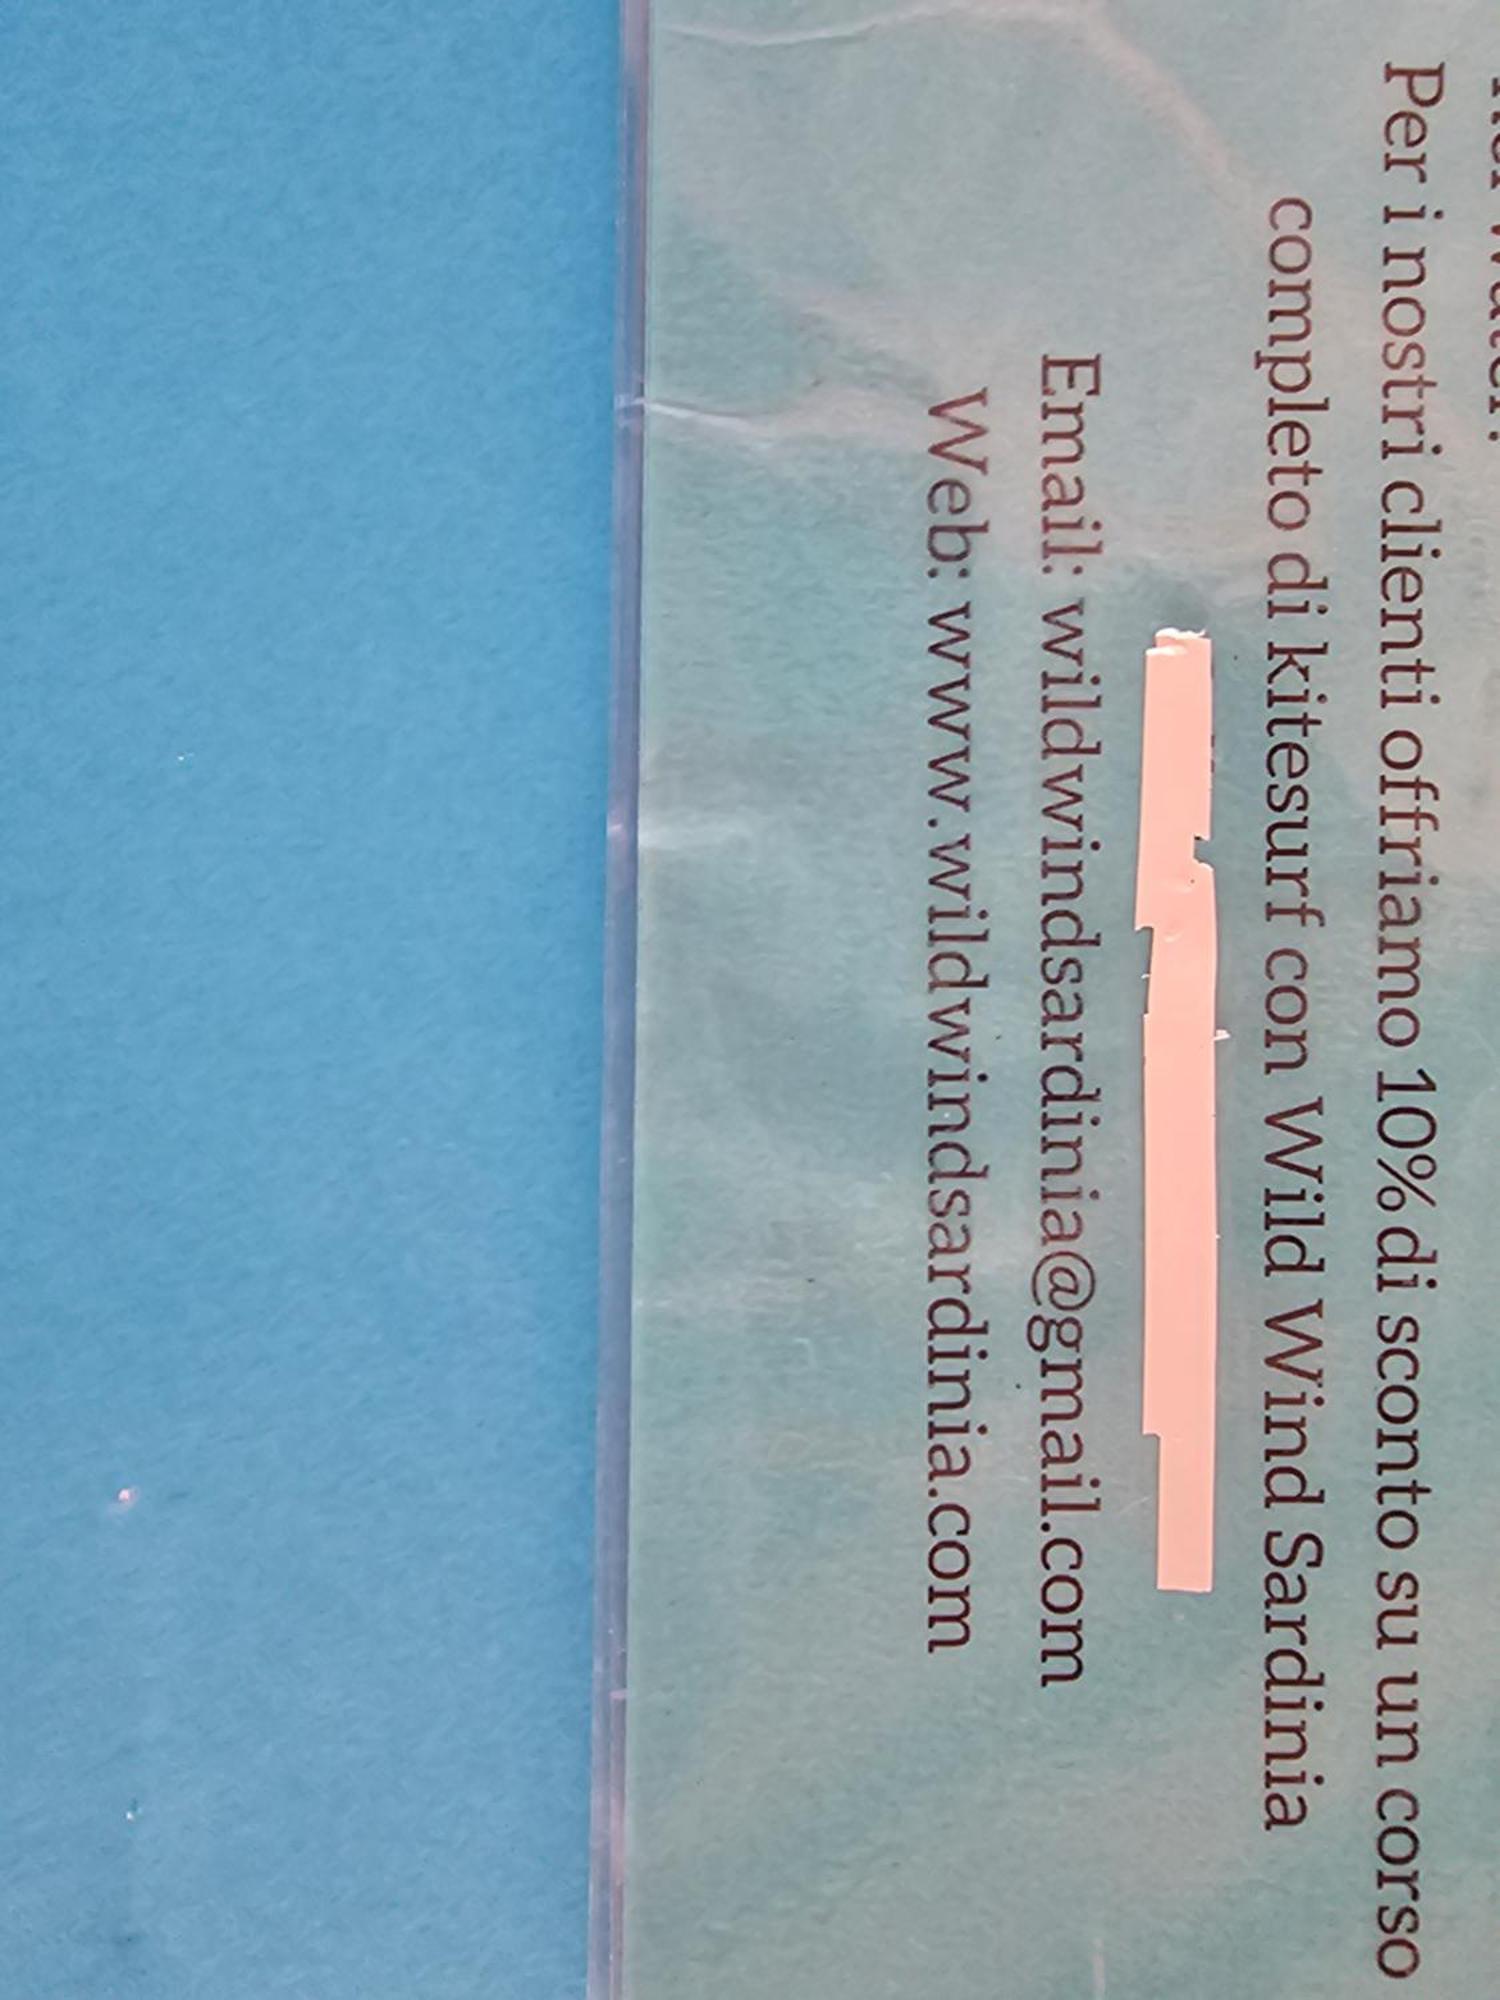 Per i nostri clienti offriamo 10% di sconto su un corso
completo di kitesurf con Wild Wind Sardinia
Email: wildwindsardinia@gmail.com
Web: www.wildwindsardinia.com